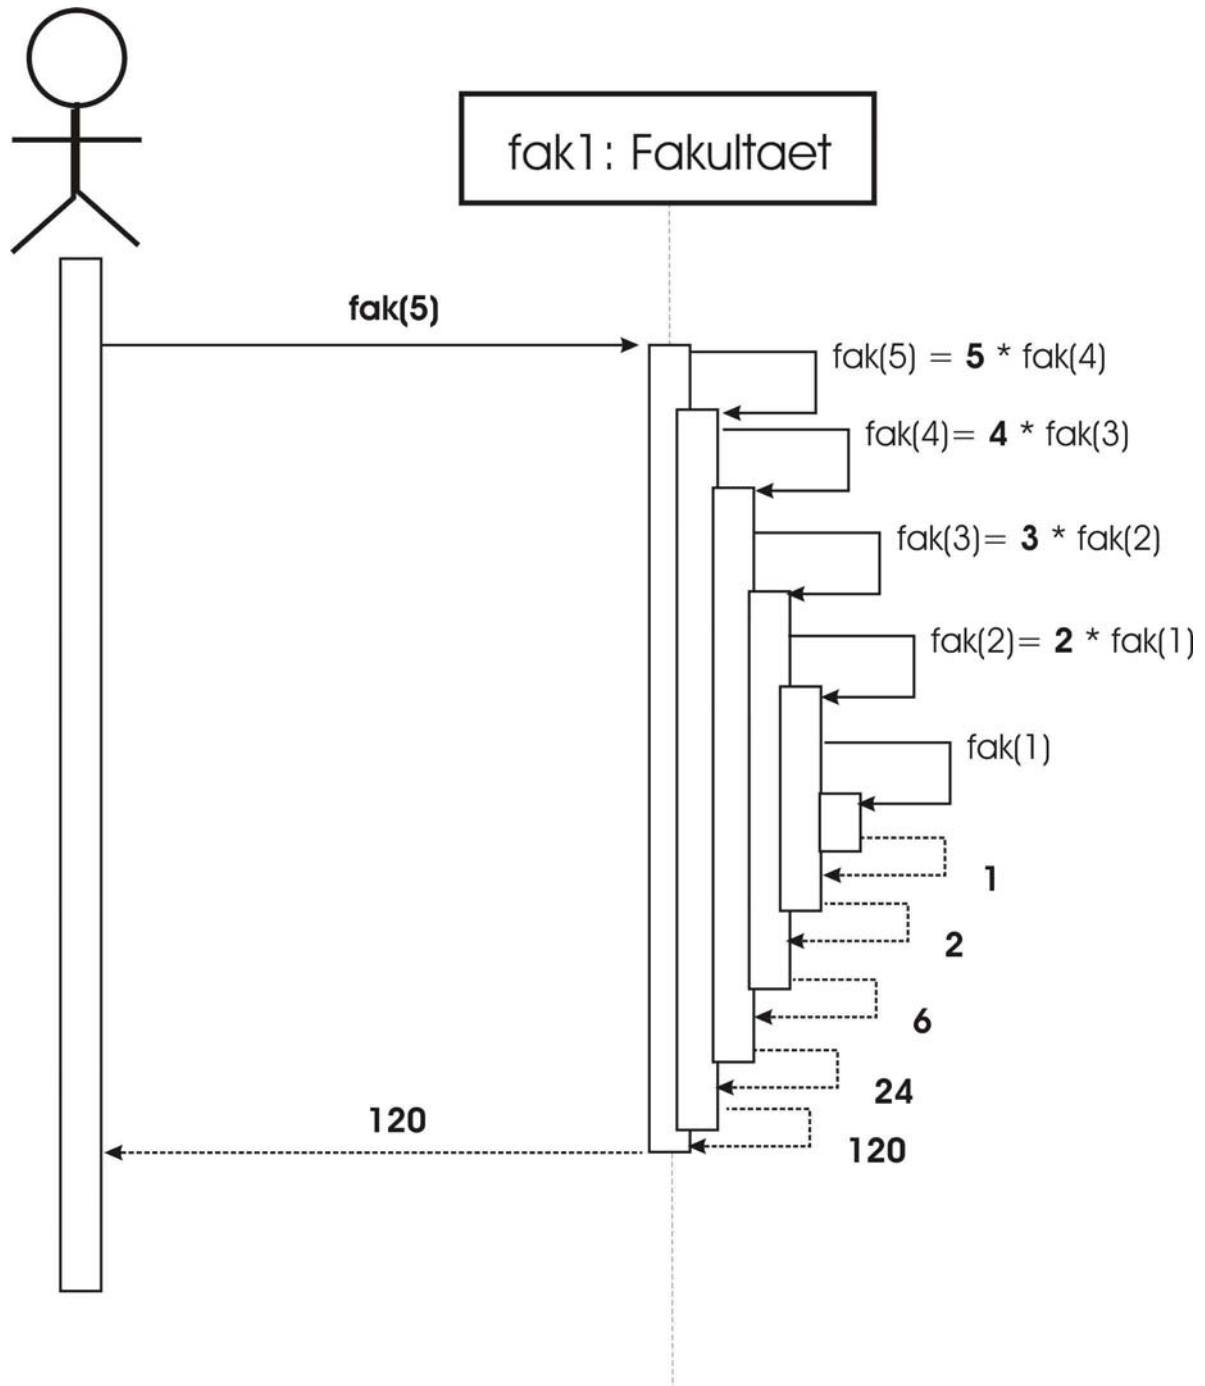 fak1: Fakultaet
fak(5)
fak(5) = 5 * fak(4)
fak(4)= 4 * fak(3)
fak(3)= 3 * fak(2)
fak(2)= 2 * fak(1)
fak(1)
1
2
6
24
120
120